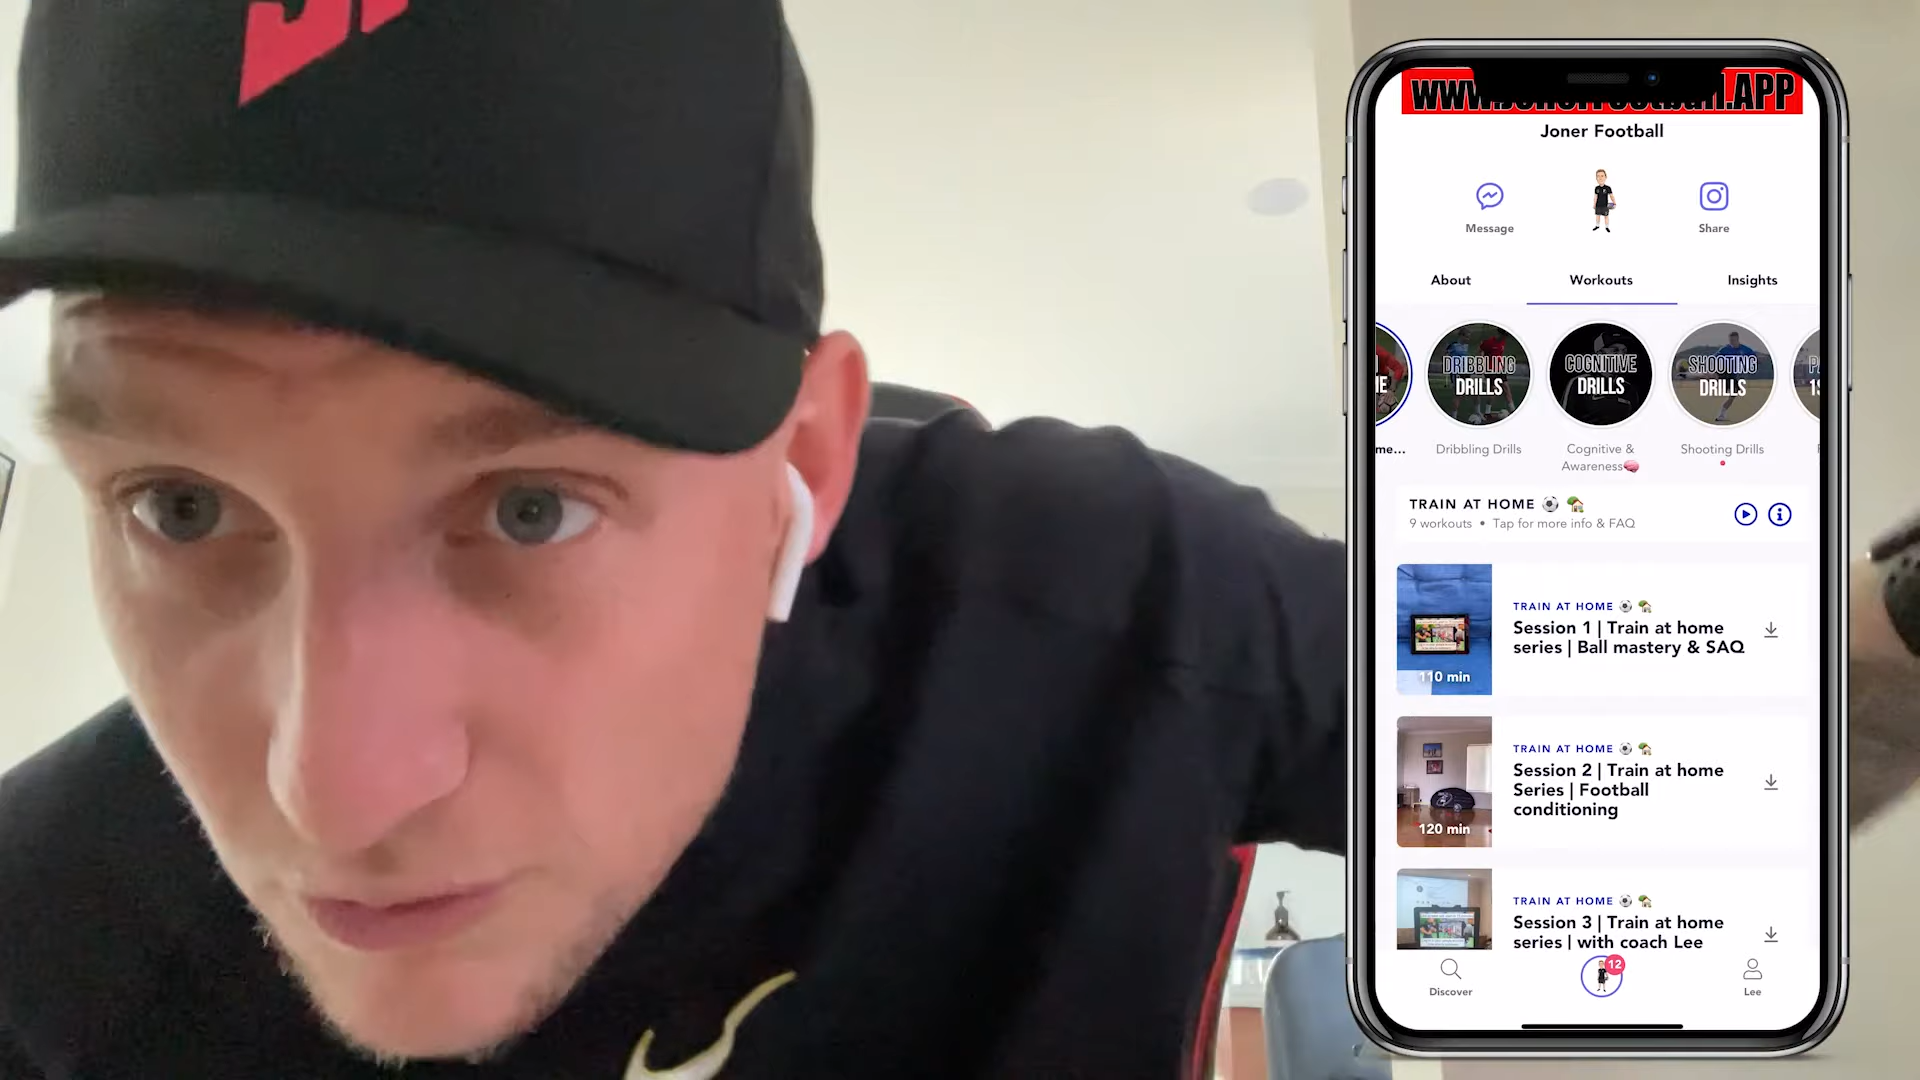 www.JonerFootball.APP
Joner Football
Message
Share
About
Workouts
Insights
DRIBBLING
DRILLS
COGNITIVE
DRILLS
SHOOTING
DRILLS
me...
Dribbling Drills
Cognitive &
Awareness🧠
Shooting Drills
TRAIN AT HOME ⚽ 🏡
9 workouts • Tap for more info & FAQ
TRAIN AT HOME ⚽ 🏡
Session 1 | Train at home
series | Ball mastery & SAQ
110 min
TRAIN AT HOME ⚽ 🏡
Session 2 | Train at home
Series | Football
conditioning
120 min
TRAIN AT HOME ⚽ 🏡
Session 3 | Train at home
series | with coach Lee
12
Discover
Lee